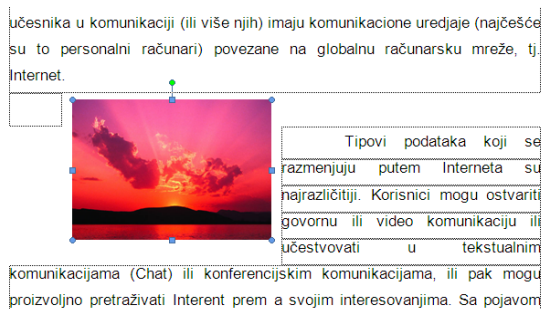 učesnika u komunikaciji (ili više njih) imaju komunikacione uredjaje (najčešće
su to personalni računari) povezane na globalnu računarsku mreže, tj.
Internet.
Tipovi podataka koji se
razmenjuju putem Interneta su
najrazličitiji. Korisnici mogu ostvariti
govornu ili video komunikaciju ili
učestvovati u tekstualnim
komunikacijama (Chat) ili konferencijskim komunikacijama, ili pak mogu
proizvoljno pretraživati Interent prem a svojim interesovanjima. Sa pojavom